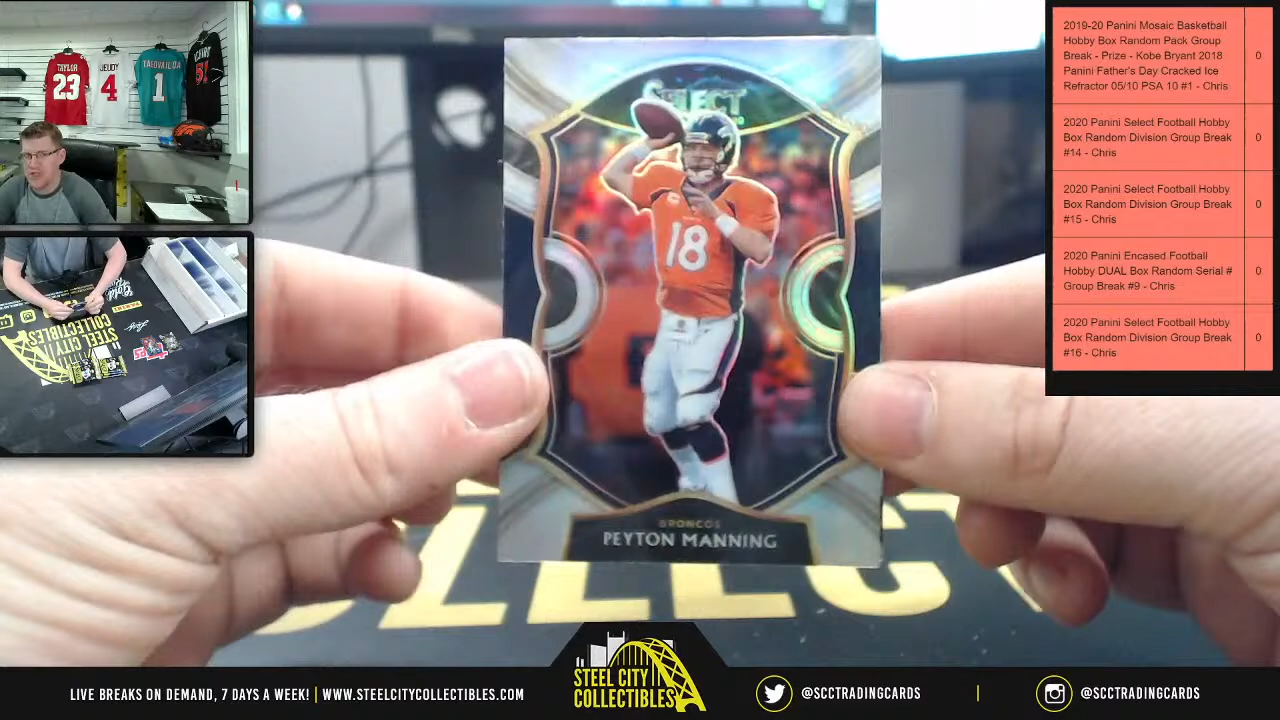 TAYLOR
23
JEUDY
4
TAGOVAILOA
1
51
SELECT
18
BRONCOS
PEYTON MANNING
2019-20 Panini Mosaic Basketball
Hobby Box Random Pack Group
Break - Prize - Kobe Bryant 2018
Panini Father's Day Cracked Ice
Refractor 05/10 PSA 10 #1 - Chris
0
2020 Panini Select Football Hobby
Box Random Division Group Break
#14 - Chris
0
2020 Panini Select Football Hobby
Box Random Division Group Break
#15 - Chris
0
2020 Panini Encased Football
Hobby DUAL Box Random Serial #
Group Break #9 - Chris
0
2020 Panini Select Football Hobby
Box Random Division Group Break
#16 - Chris
0
STEEL CITY
COLLECTIBLES
LIVE BREAKS ON DEMAND, 7 DAYS A WEEK! | WWW.STEELCITYCOLLECTIBLES.COM
STEEL CITY
COLLECTIBLES
@SCCTRADINGCARDS | @SCCTRADINGCARDS